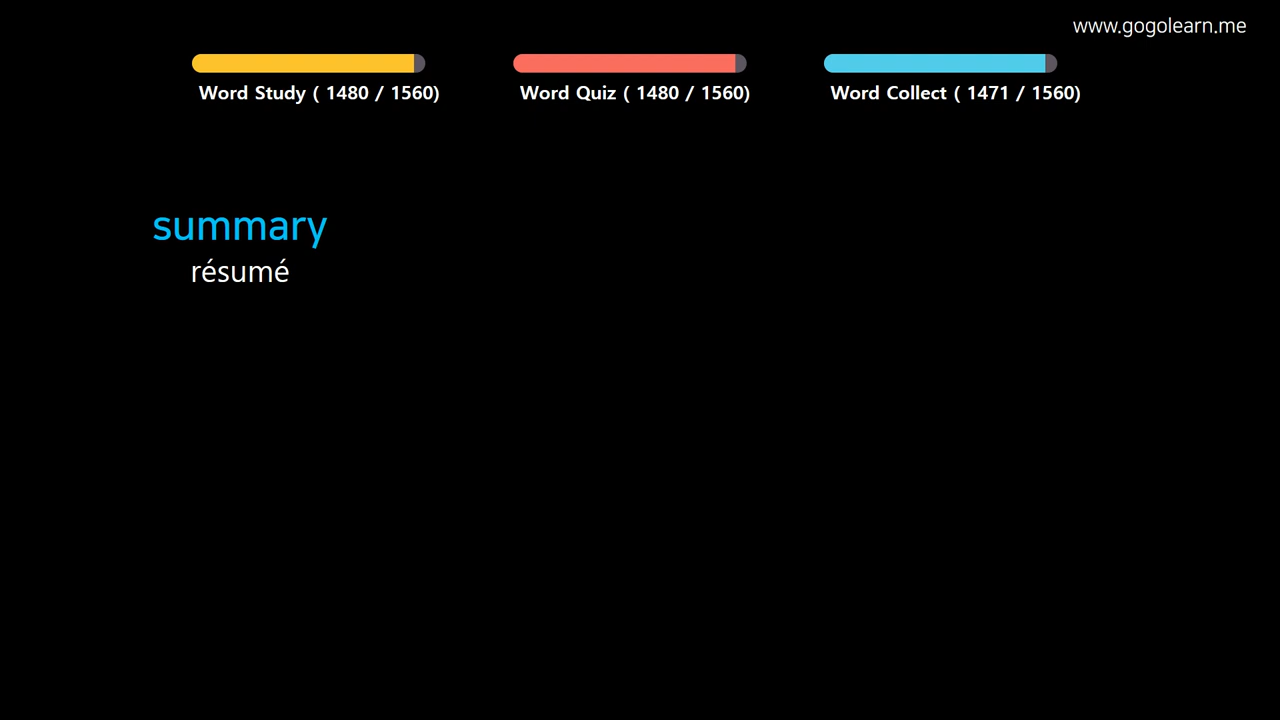 www.gogolearn.me
Word Study ( 1480 / 1560)
Word Quiz ( 1480 / 1560)
Word Collect ( 1471 / 1560)
summary
résumé